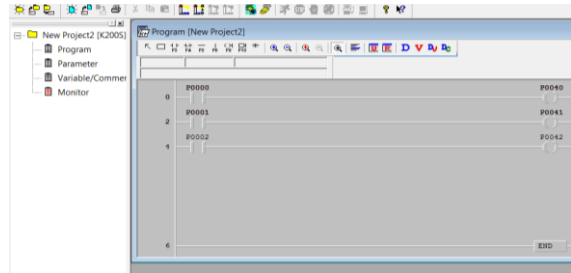 New Project2 [K200S]
Program
Parameter
Variable/Commer
Monitor
Program [New Project2]
D V
P0000 P0040
0
P0001 P0041
2
P0002 P0042
4
6 END